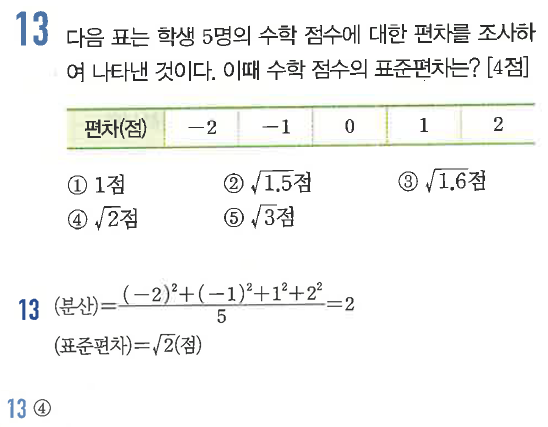 13 다음 표는 학생 5명의 수학 점수에 대한 편차를 조사하
여 나타낸 것이다. 이때 수학 점수의 표준편차는? [4점]
편차(점) −2 −1 0 1 2
① 1점 ② √1.5점 ③ √1.6점
④ √2점 ⑤ √3점
13 (분산)=((−2)²+(−1)²+1²+2²)/5=2
(표준편차)=√2(점)
13 ④